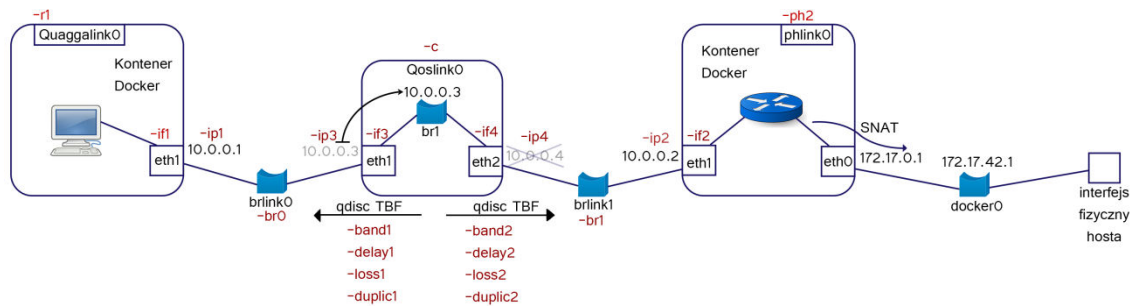 -r1
Quaggalink0
Kontener
Docker
-if1
-ip1
10.0.0.1
eth1
brlink0
-br0
-c
Qoslink0
10.0.0.3
br1
-ip3
10.0.0.3
-if3
eth1
-if4
eth2
-ip4
10.0.0.4
qdisc TBF
-band1
-delay1
-loss1
-duplic1
qdisc TBF
-band2
-delay2
-loss2
-duplic2
brlink1
-br1
-ph2
phlink0
Kontener
Docker
-ip2
10.0.0.2
-if2
eth1
SNAT
eth0
172.17.0.1
172.17.42.1
docker0
interfejs
fizyczny
hosta